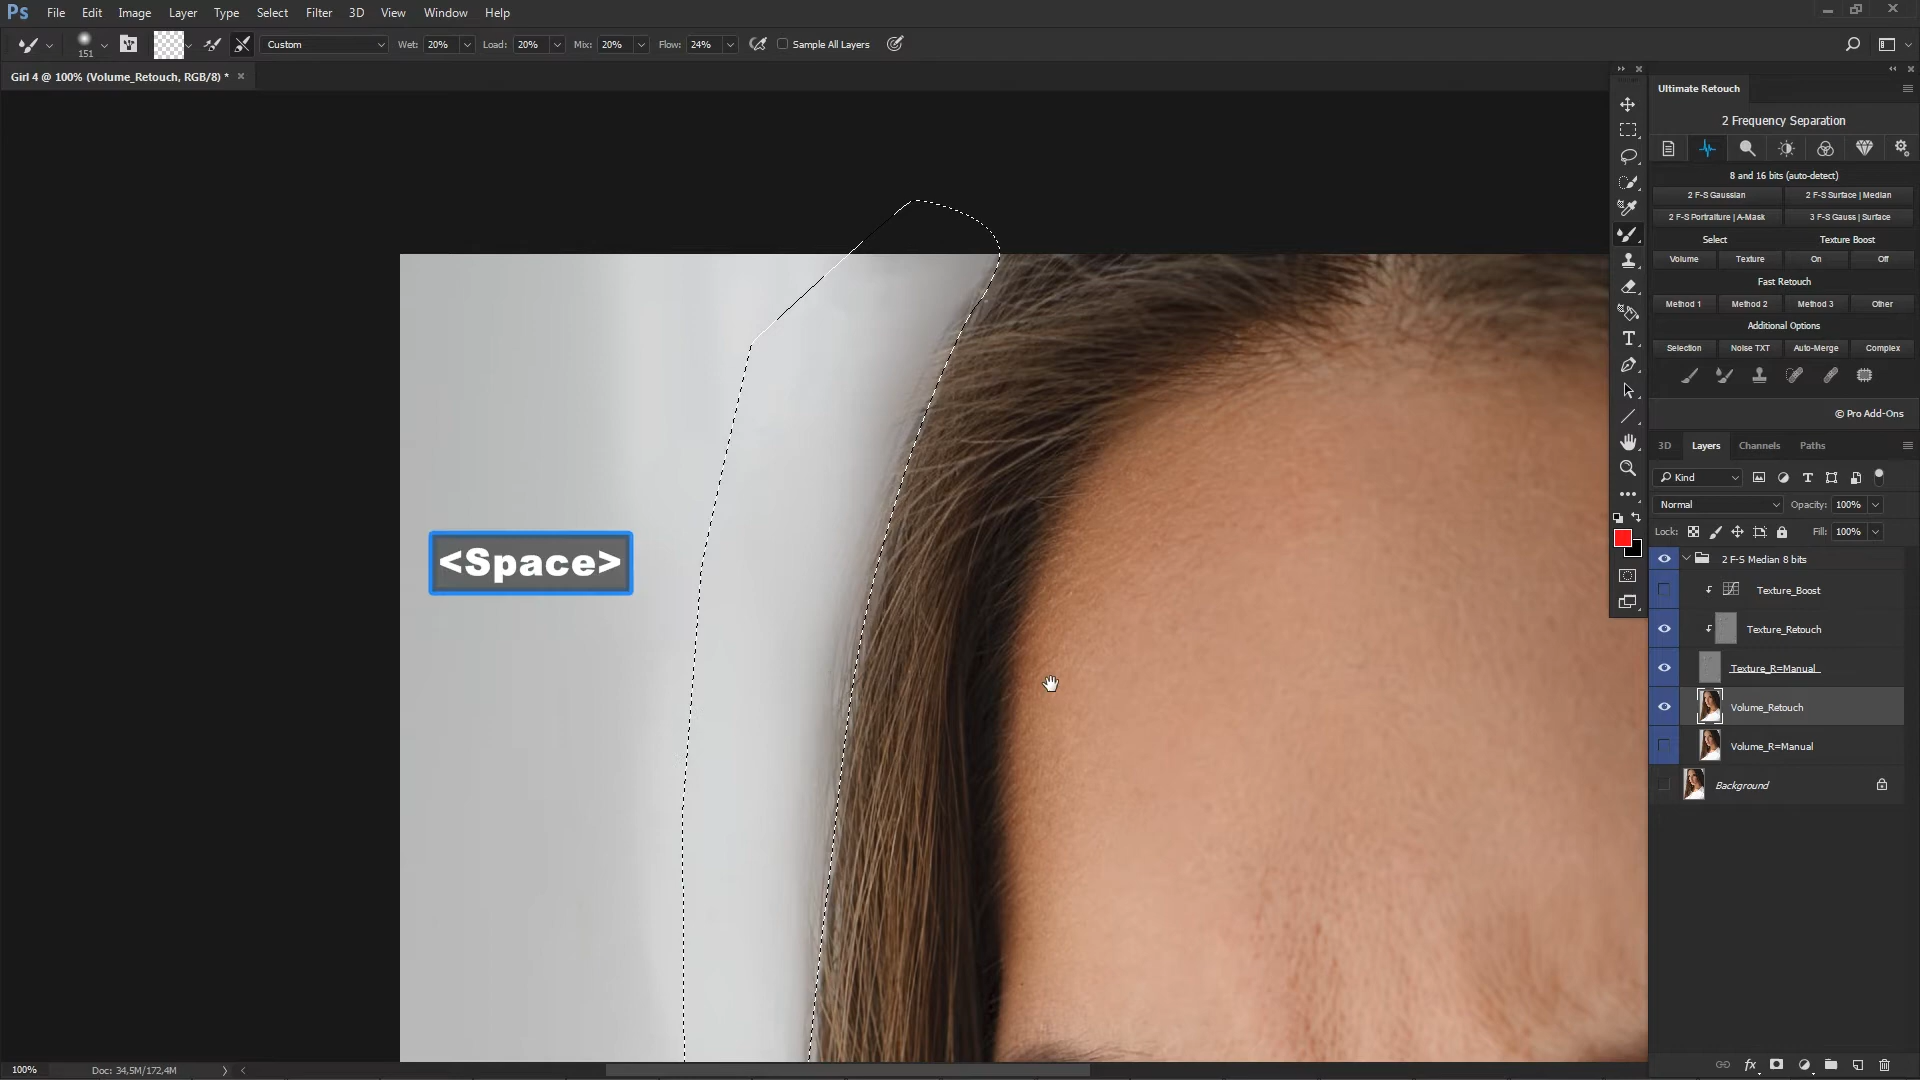 Ps File Edit Image Layer Type Select Filter 3D View Window Help
151 Custom Wet: 20% Load: 20% Mix: 20% Flow: 24% Sample All Layers
Girl 4 @ 100% (Volume_Retouch, RGB/8) * ×
Ultimate Retouch
2 Frequency Separation
8 and 16 bits (auto-detect)
2 F-S Gaussian 2 F-S Surface | Median
2 F-S Portraiture | A-Mask 3 F-S Gauss | Surface
Select Texture Boost
Volume Texture On Off
Fast Retouch
Method 1 Method 2 Method 3 Other
Additional Options
Selection Noise TXT Auto-Merge Complex
© Pro Add-Ons
3D Layers Channels Paths
Kind
Normal Opacity: 100%
Lock: Fill: 100%
2 F-S Median 8 bits
Texture_Boost
Texture_Retouch
Texture_R=Manual
Volume_Retouch
Volume_R=Manual
Background
<Space>
100% Doc: 34,5M/172,4M